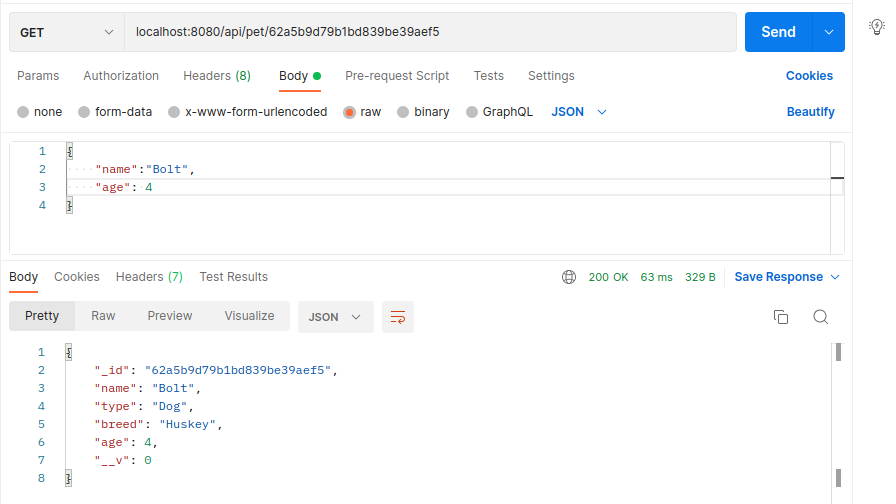 GET localhost:8080/api/pet/62a5b9d79b1bd839be39aef5 Send
Params Authorization Headers (8) Body Pre-request Script Tests Settings Cookies
none form-data x-www-form-urlencoded raw binary GraphQL JSON Beautify
1 {
2 "name":"Bolt",
3 "age": 4
4 }
Body Cookies Headers (7) Test Results 200 OK 63 ms 329 B Save Response
Pretty Raw Preview Visualize JSON
1 {
2 "_id": "62a5b9d79b1bd839be39aef5",
3 "name": "Bolt",
4 "type": "Dog",
5 "breed": "Huskey",
6 "age": 4,
7 "__v": 0
8 }